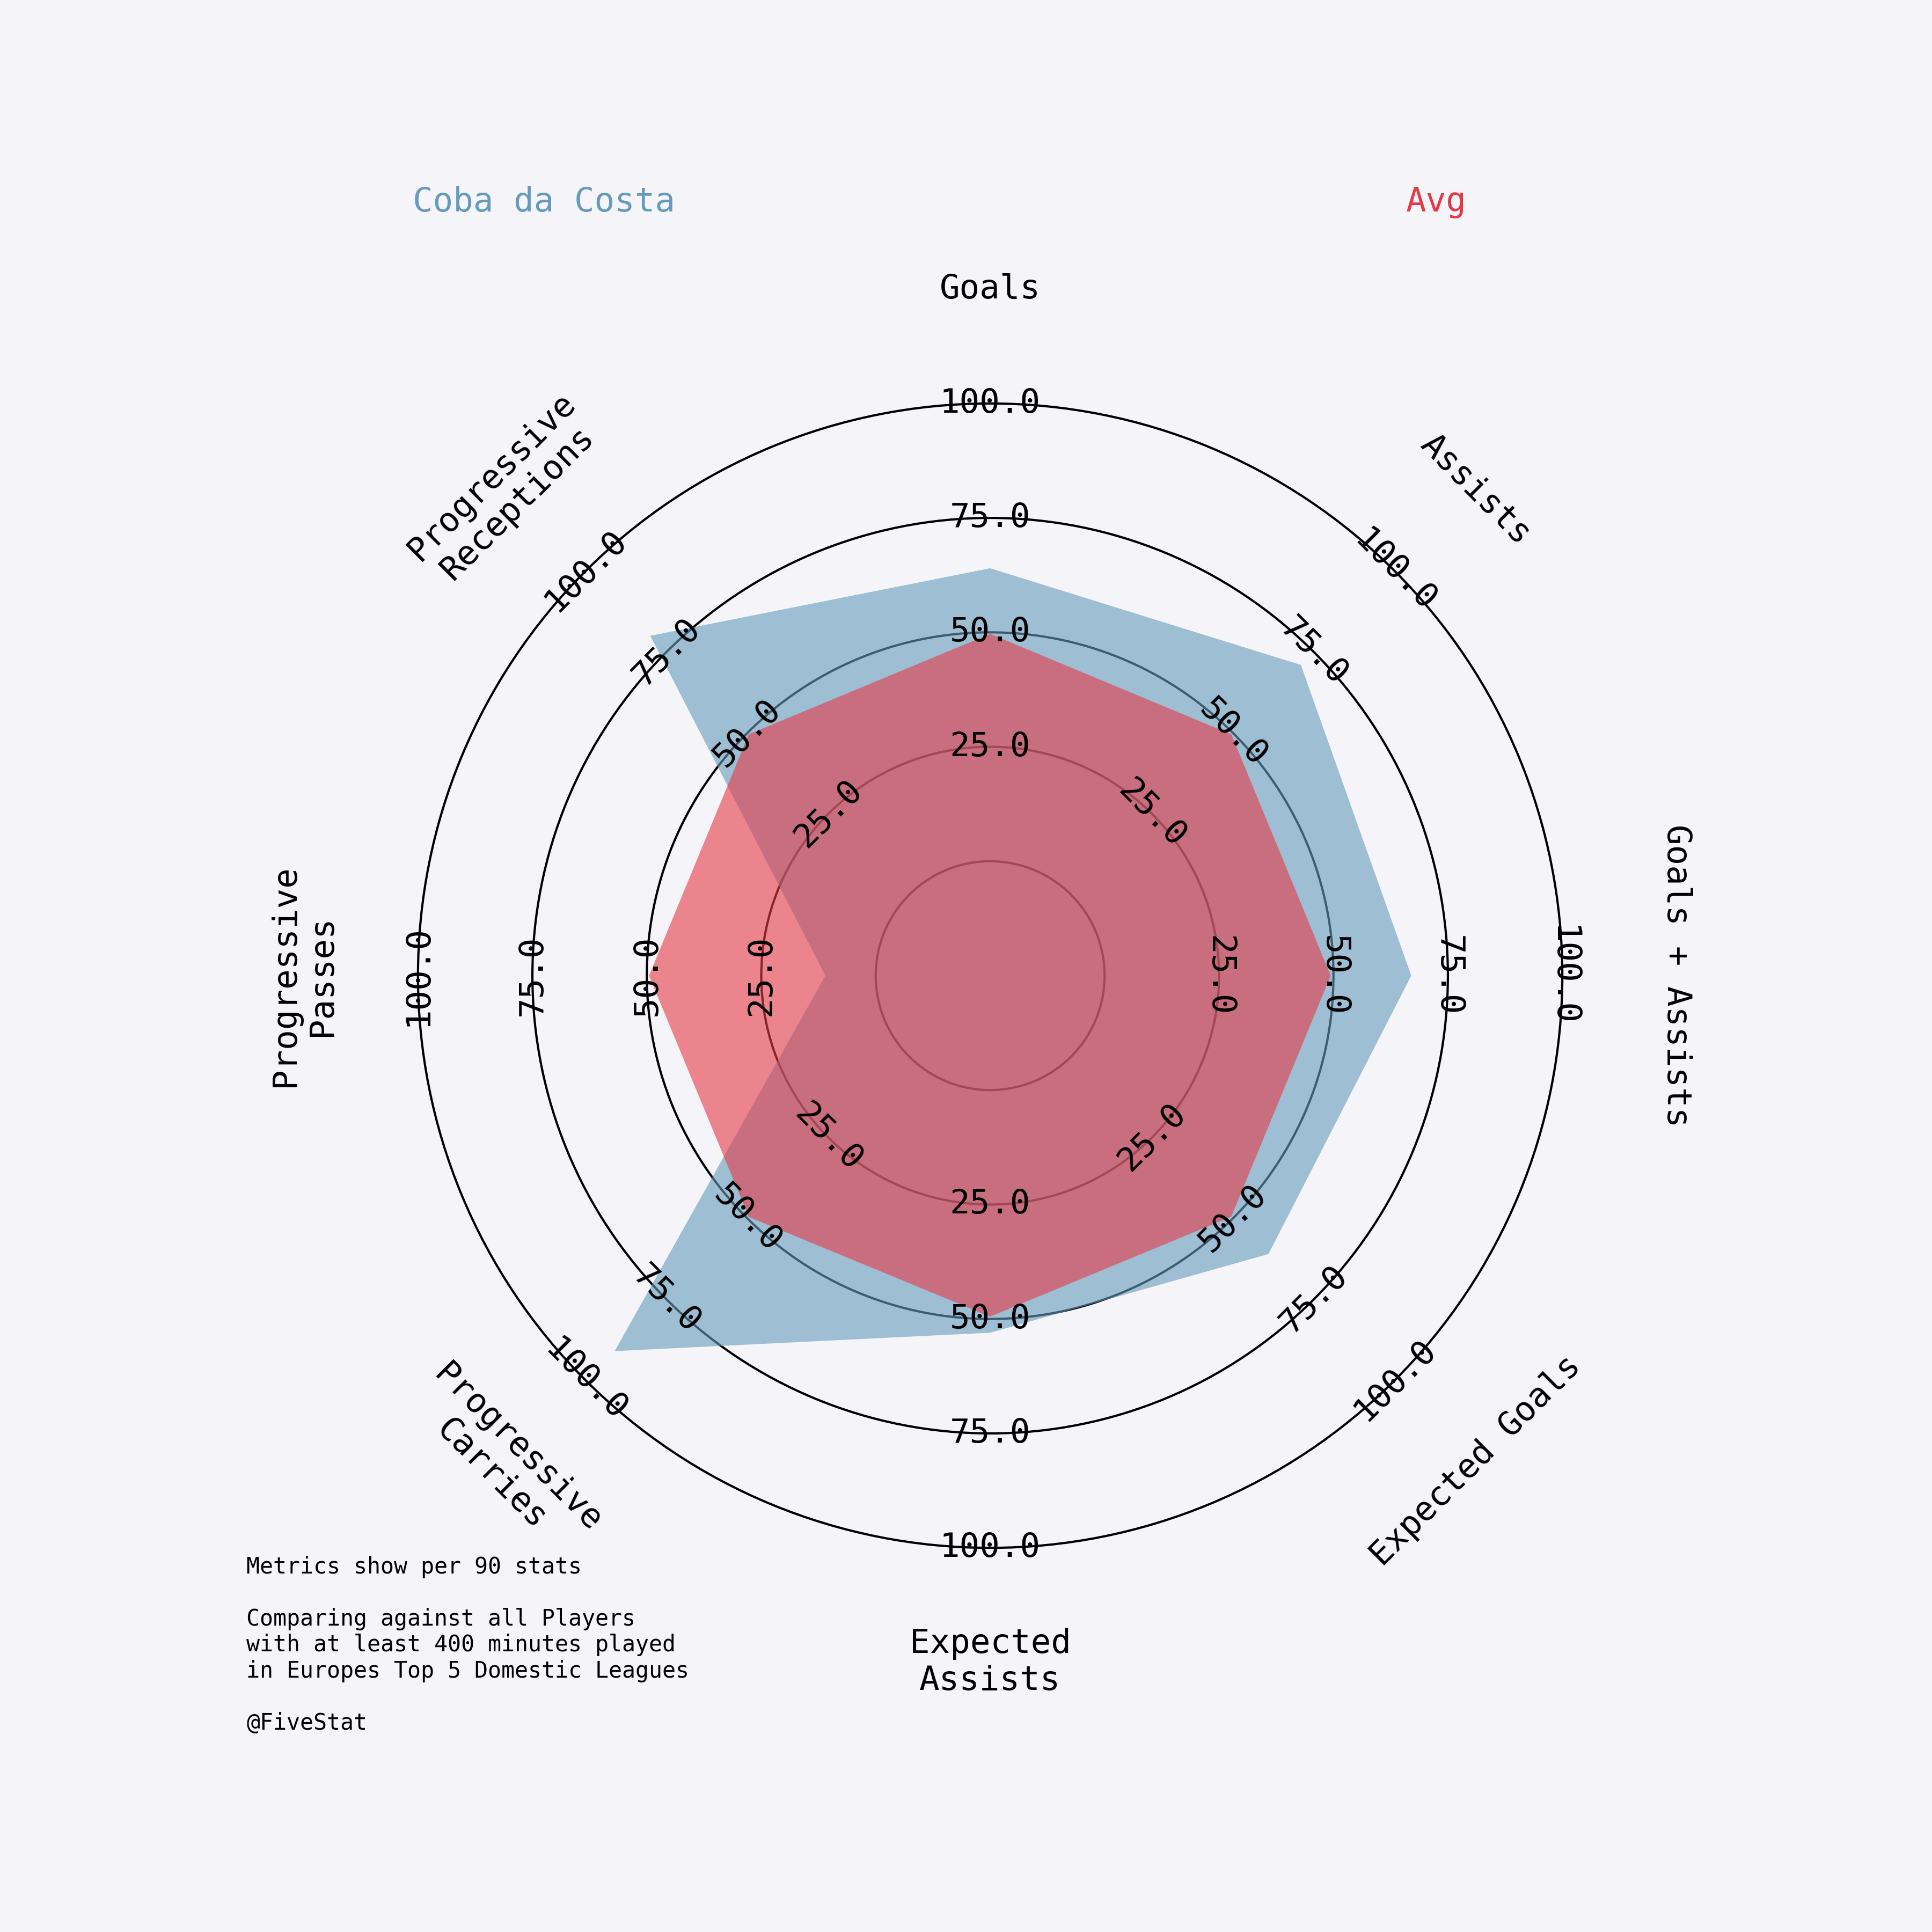 Coba da Costa
Avg
Goals
Assists
Goals + Assists
Expected Goals
Expected
Assists
Progressive
Carries
Progressive
Passes
Progressive
Receptions
25.0
50.0
75.0
100.0
25.0
50.0
75.0
100.0
25.0
50.0
75.0
100.0
25.0
50.0
75.0
100.0
25.0
50.0
75.0
100.0
25.0
50.0
75.0
100.0
25.0
50.0
75.0
100.0
25.0
50.0
75.0
100.0
Metrics show per 90 stats
Comparing against all Players
with at least 400 minutes played
in Europes Top 5 Domestic Leagues
@FiveStat